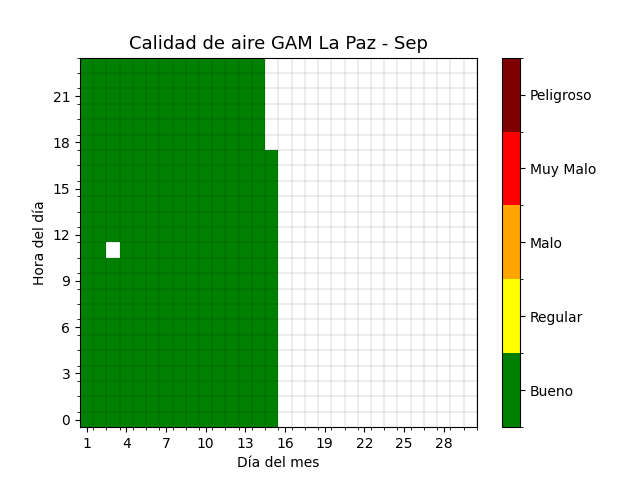 Calidad de aire GAM La Paz - Sep
Hora del día
21
18
15
12
9
6
3
0
1 4 7 10 13 16 19 22 25 28
Día del mes
Peligroso
Muy Malo
Malo
Regular
Bueno